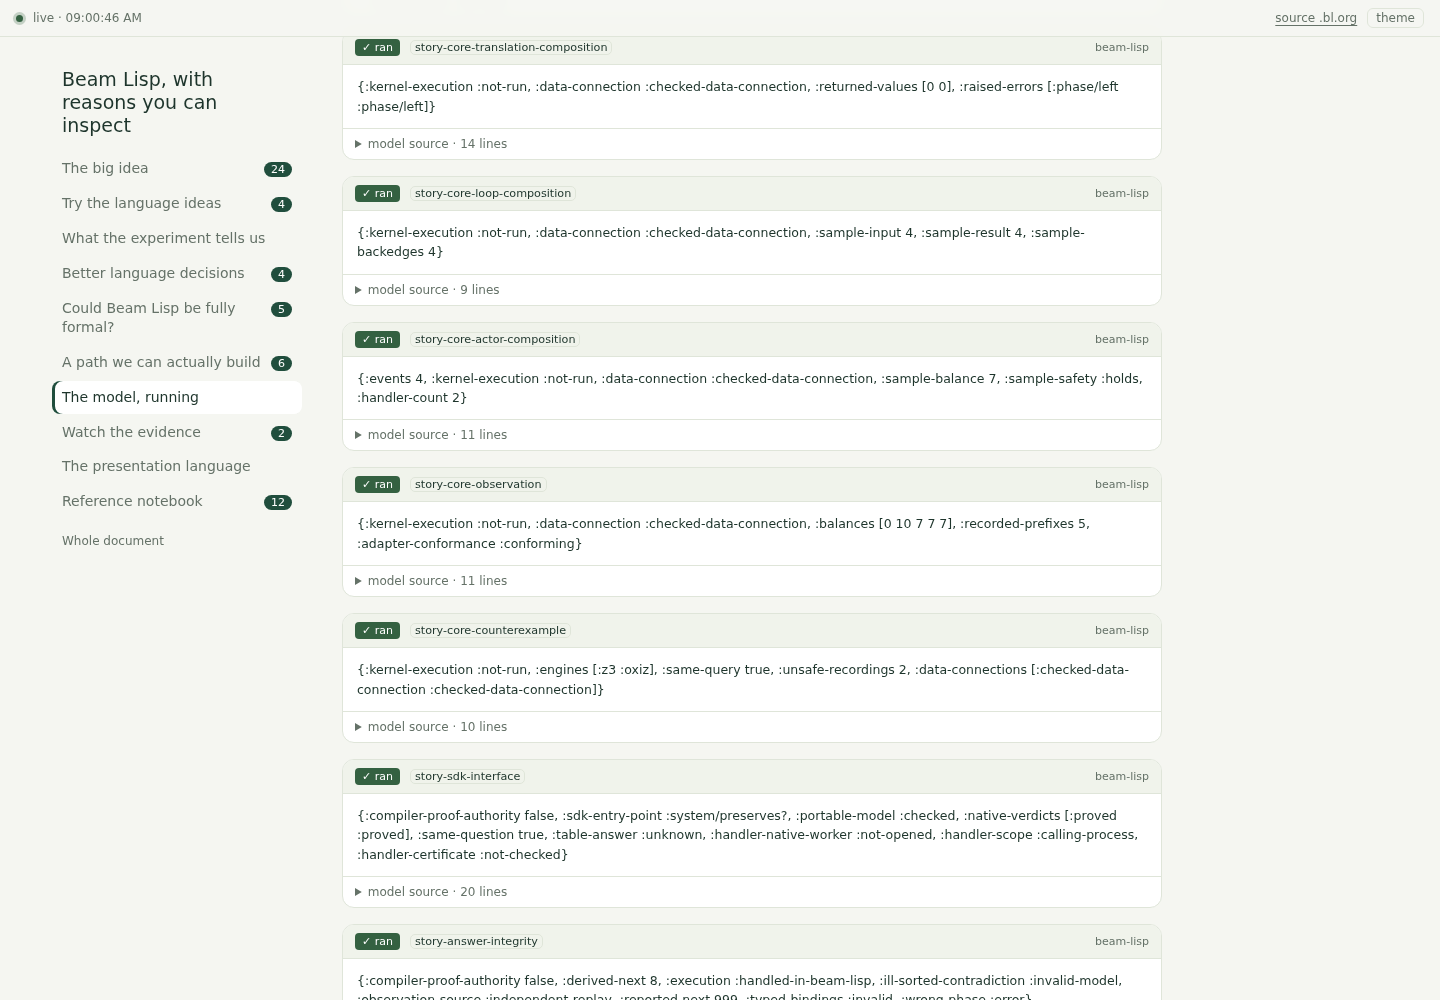 live · 09:00:46 AM
source .bl.org
theme
Beam Lisp, with
reasons you can
inspect
The big idea 24
Try the language ideas 4
What the experiment tells us
Better language decisions 4
Could Beam Lisp be fully
formal? 5
A path we can actually build 6
The model, running
Watch the evidence 2
The presentation language
Reference notebook 12
Whole document
✓ ran story-core-translation-composition beam-lisp
{:kernel-execution :not-run, :data-connection :checked-data-connection, :returned-values [0 0], :raised-errors [:phase/left
:phase/left]}
▶ model source · 14 lines
✓ ran story-core-loop-composition beam-lisp
{:kernel-execution :not-run, :data-connection :checked-data-connection, :sample-input 4, :sample-result 4, :sample-
backedges 4}
▶ model source · 9 lines
✓ ran story-core-actor-composition beam-lisp
{:events 4, :kernel-execution :not-run, :data-connection :checked-data-connection, :sample-balance 7, :sample-safety :holds,
:handler-count 2}
▶ model source · 11 lines
✓ ran story-core-observation beam-lisp
{:kernel-execution :not-run, :data-connection :checked-data-connection, :balances [0 10 7 7 7], :recorded-prefixes 5,
:adapter-conformance :conforming}
▶ model source · 11 lines
✓ ran story-core-counterexample beam-lisp
{:kernel-execution :not-run, :engines [:z3 :oxiz], :same-query true, :unsafe-recordings 2, :data-connections [:checked-data-
connection :checked-data-connection]}
▶ model source · 10 lines
✓ ran story-sdk-interface beam-lisp
{:compiler-proof-authority false, :sdk-entry-point :system/preserves?, :portable-model :checked, :native-verdicts [:proved
:proved], :same-question true, :table-answer :unknown, :handler-native-worker :not-opened, :handler-scope :calling-process,
:handler-certificate :not-checked}
▶ model source · 20 lines
✓ ran story-answer-integrity beam-lisp
{:compiler-proof-authority false, :derived-next 8, :execution :handled-in-beam-lisp, :ill-sorted-contradiction :invalid-model,
:observation-source :independent-replay, :reported-next 999, :typed-bindings :invalid, :wrong-phase :error}